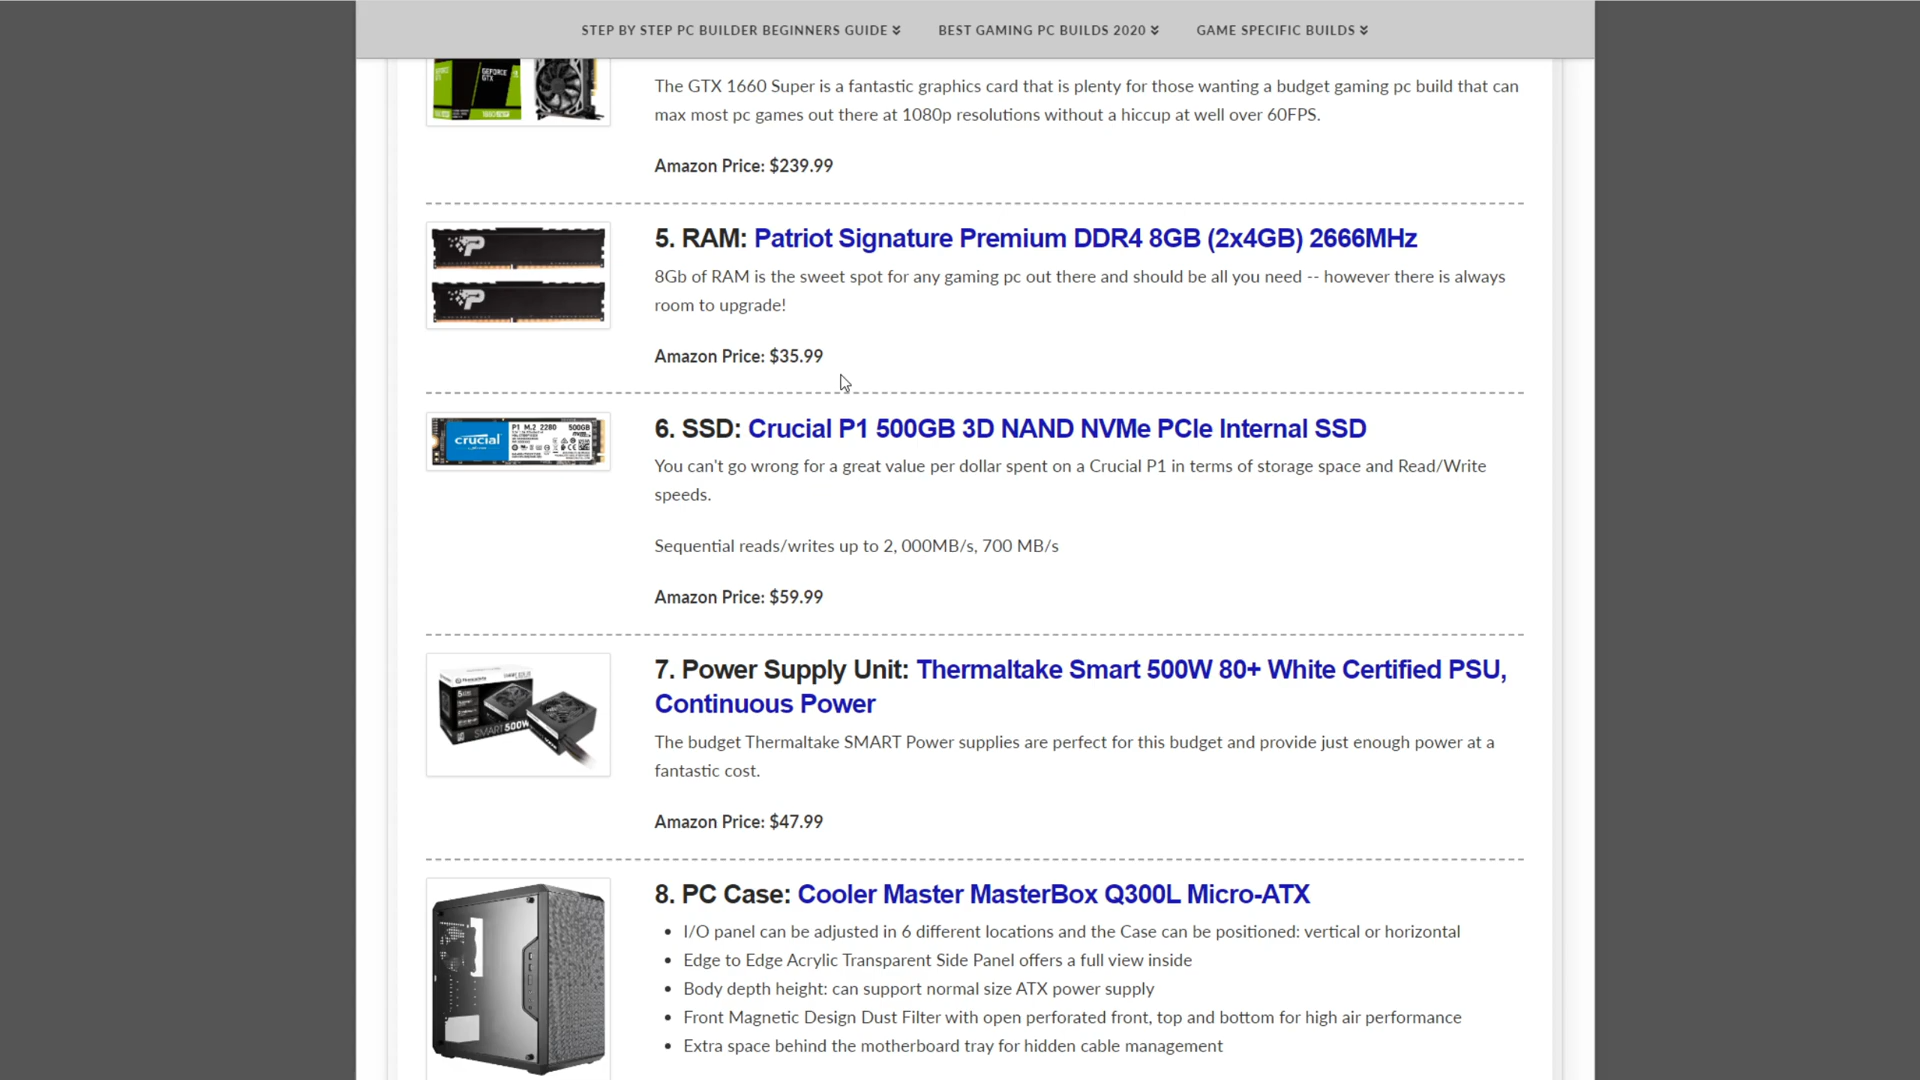 STEP BY STEP PC BUILDER BEGINNERS GUIDE
BEST GAMING PC BUILDS 2020
GAME SPECIFIC BUILDS
GEFORCE GTX
The GTX 1660 Super is a fantastic graphics card that is plenty for those wanting a budget gaming pc build that can
max most pc games out there at 1080p resolutions without a hiccup at well over 60FPS.
Amazon Price: $239.99
5. RAM: Patriot Signature Premium DDR4 8GB (2x4GB) 2666MHz
8Gb of RAM is the sweet spot for any gaming pc out there and should be all you need -- however there is always
room to upgrade!
Amazon Price: $35.99
crucial
P1 M.2 2280 500GB
6. SSD: Crucial P1 500GB 3D NAND NVMe PCIe Internal SSD
You can't go wrong for a great value per dollar spent on a Crucial P1 in terms of storage space and Read/Write
speeds.
Sequential reads/writes up to 2, 000MB/s, 700 MB/s
Amazon Price: $59.99
SMART 500W
7. Power Supply Unit: Thermaltake Smart 500W 80+ White Certified PSU,
Continuous Power
The budget Thermaltake SMART Power supplies are perfect for this budget and provide just enough power at a
fantastic cost.
Amazon Price: $47.99
8. PC Case: Cooler Master MasterBox Q300L Micro-ATX
• I/O panel can be adjusted in 6 different locations and the Case can be positioned: vertical or horizontal
• Edge to Edge Acrylic Transparent Side Panel offers a full view inside
• Body depth height: can support normal size ATX power supply
• Front Magnetic Design Dust Filter with open perforated front, top and bottom for high air performance
• Extra space behind the motherboard tray for hidden cable management